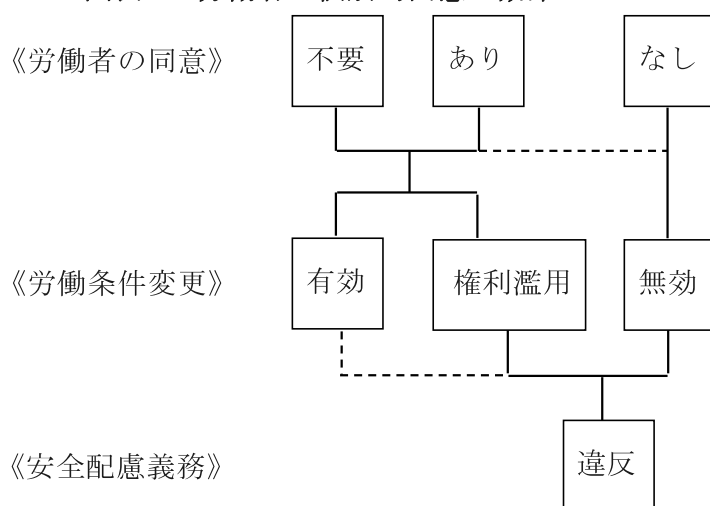 《労働者の同意》 不要 あり なし
《労働条件変更》 有効 権利濫用 無効
《安全配慮義務》 違反